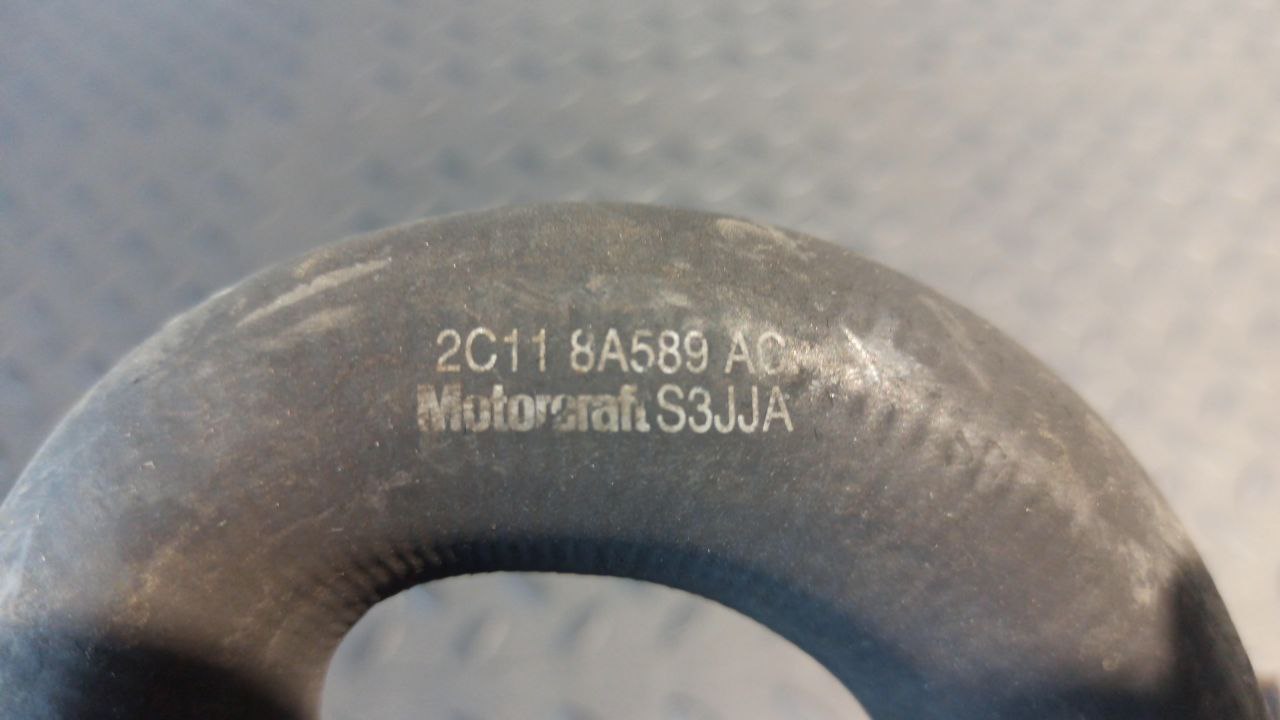 2C11 8A589 AC
Motorcraft S3JJA